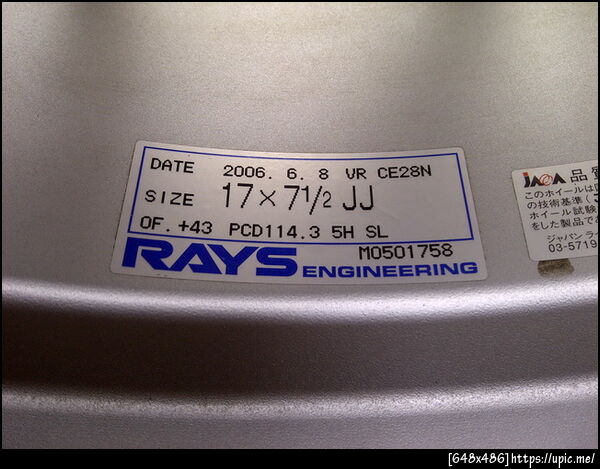 DATE 2006. 6. 8 VR CE28N
SIZE 17×7 1/2 JJ
OF. +43 PCD114.3 5H SL
M0501758
RAYS ENGINEERING
品質
このホイールは
の技術基準(J
ホイール試験
をした製品であ
ジャパン ラ
03-5719
[648x486]https://upic.me/